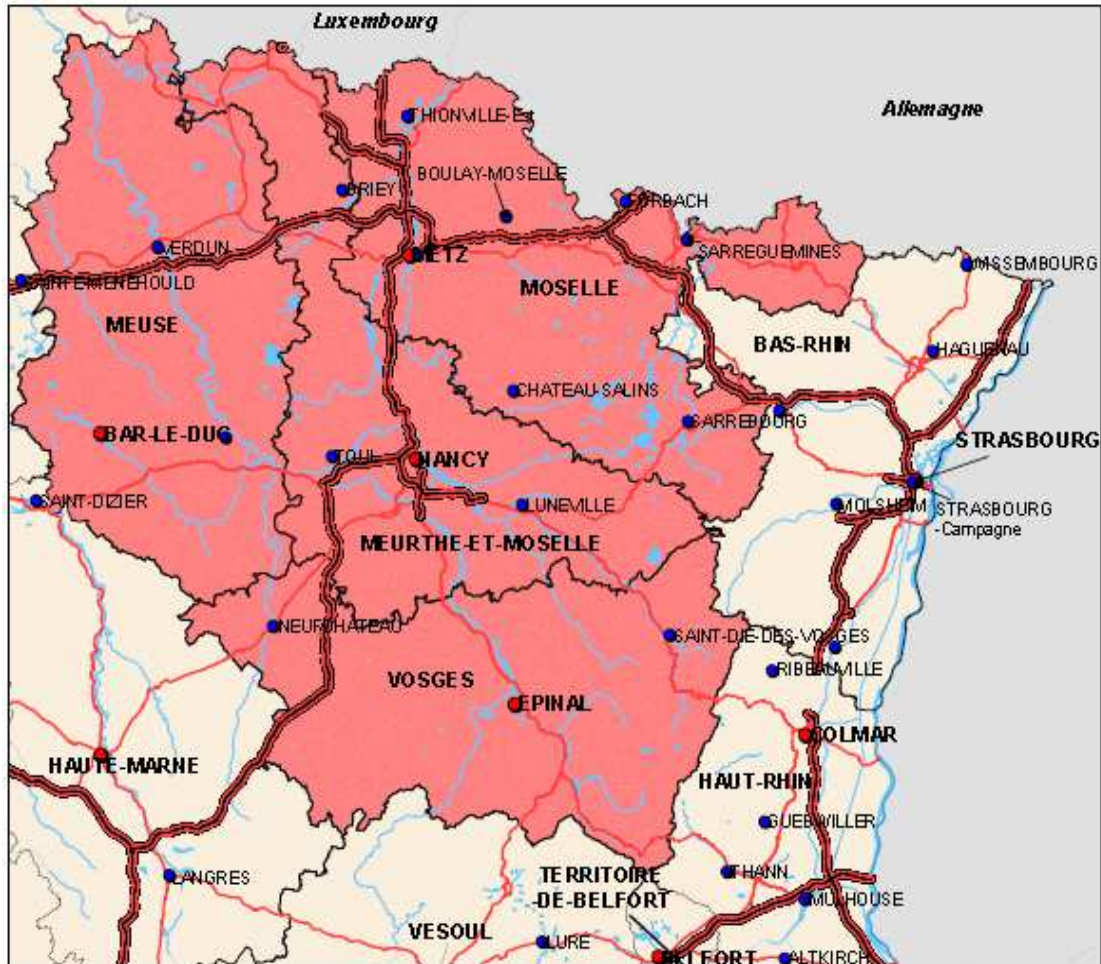 Luxembourg
Allemagne
THIONVILLE-Est
BOULAY-MOSELLE
BRIEY
FORBACH
VERDUN
METZ
SARREGUEMINES
WISSEMBOURG
SAINTE-MENEHOULD
MOSELLE
MEUSE
BAS-RHIN
HAGUENAU
CHATEAU-SALINS
BAR-LE-DUC
SARREBOURG
STRASBOURG
TOUL
NANCY
SAINT-DIZIER
LUNEVILLE
MOLSHEIM
STRASBOURG
-Campagne
MEURTHE-ET-MOSELLE
NEUFCHATEAU
SAINT-DIE-DES-VOSGES
RIBEAUVILLE
VOSGES
EPINAL
COLMAR
HAUTE-MARNE
HAUT-RHIN
GUEBWILLER
LANGRES
TERRITOIRE
-DE-BELFORT
THANN
MULHOUSE
VESOUL
LURE
BELFORT
ALTKIRCH